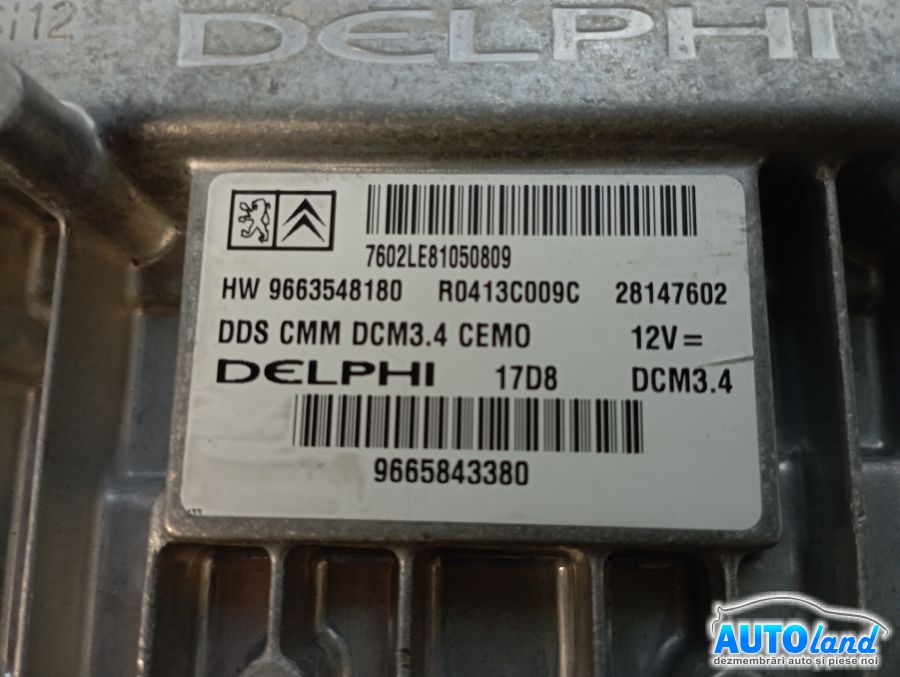 DELPHI
7602LE81050809
HW 9663548180 R0413C009C 28147602
DDS CMM DCM3.4 CEMO 12V=
DELPHI 17D8 DCM3.4
9665843380
AUTOland
dezmembrări auto și piese noi